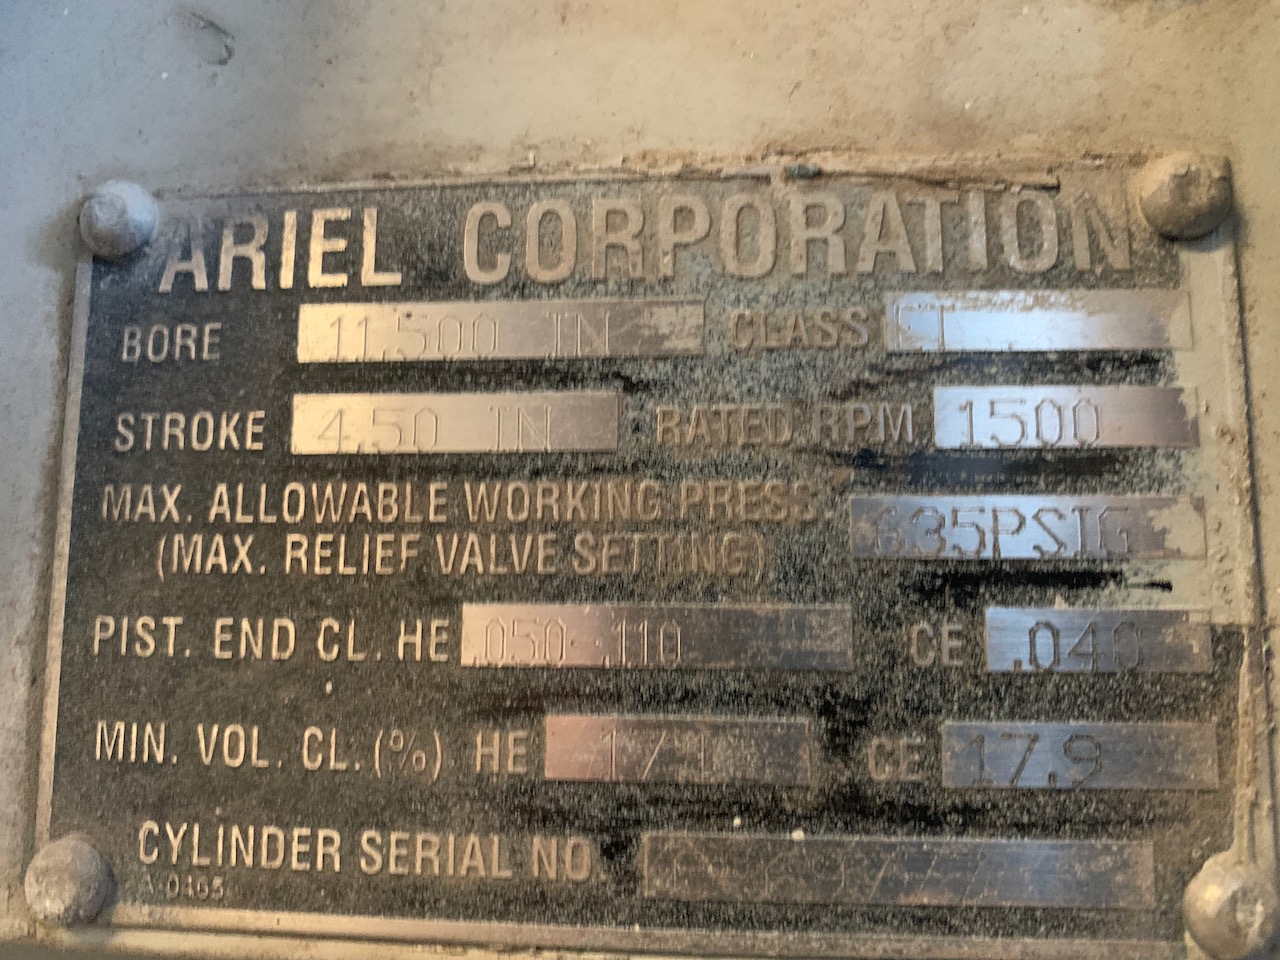 ARIEL CORPORATION
BORE 11.500 IN CLASS ET
STROKE 4.50 IN RATED RPM 1500
MAX. ALLOWABLE WORKING PRESS 635PSIG
(MAX. RELIEF VALVE SETTING)
PIST. END CL. HE .050-.110 CE .040
MIN. VOL. CL. (%) HE CE 17.9
CYLINDER SERIAL NO